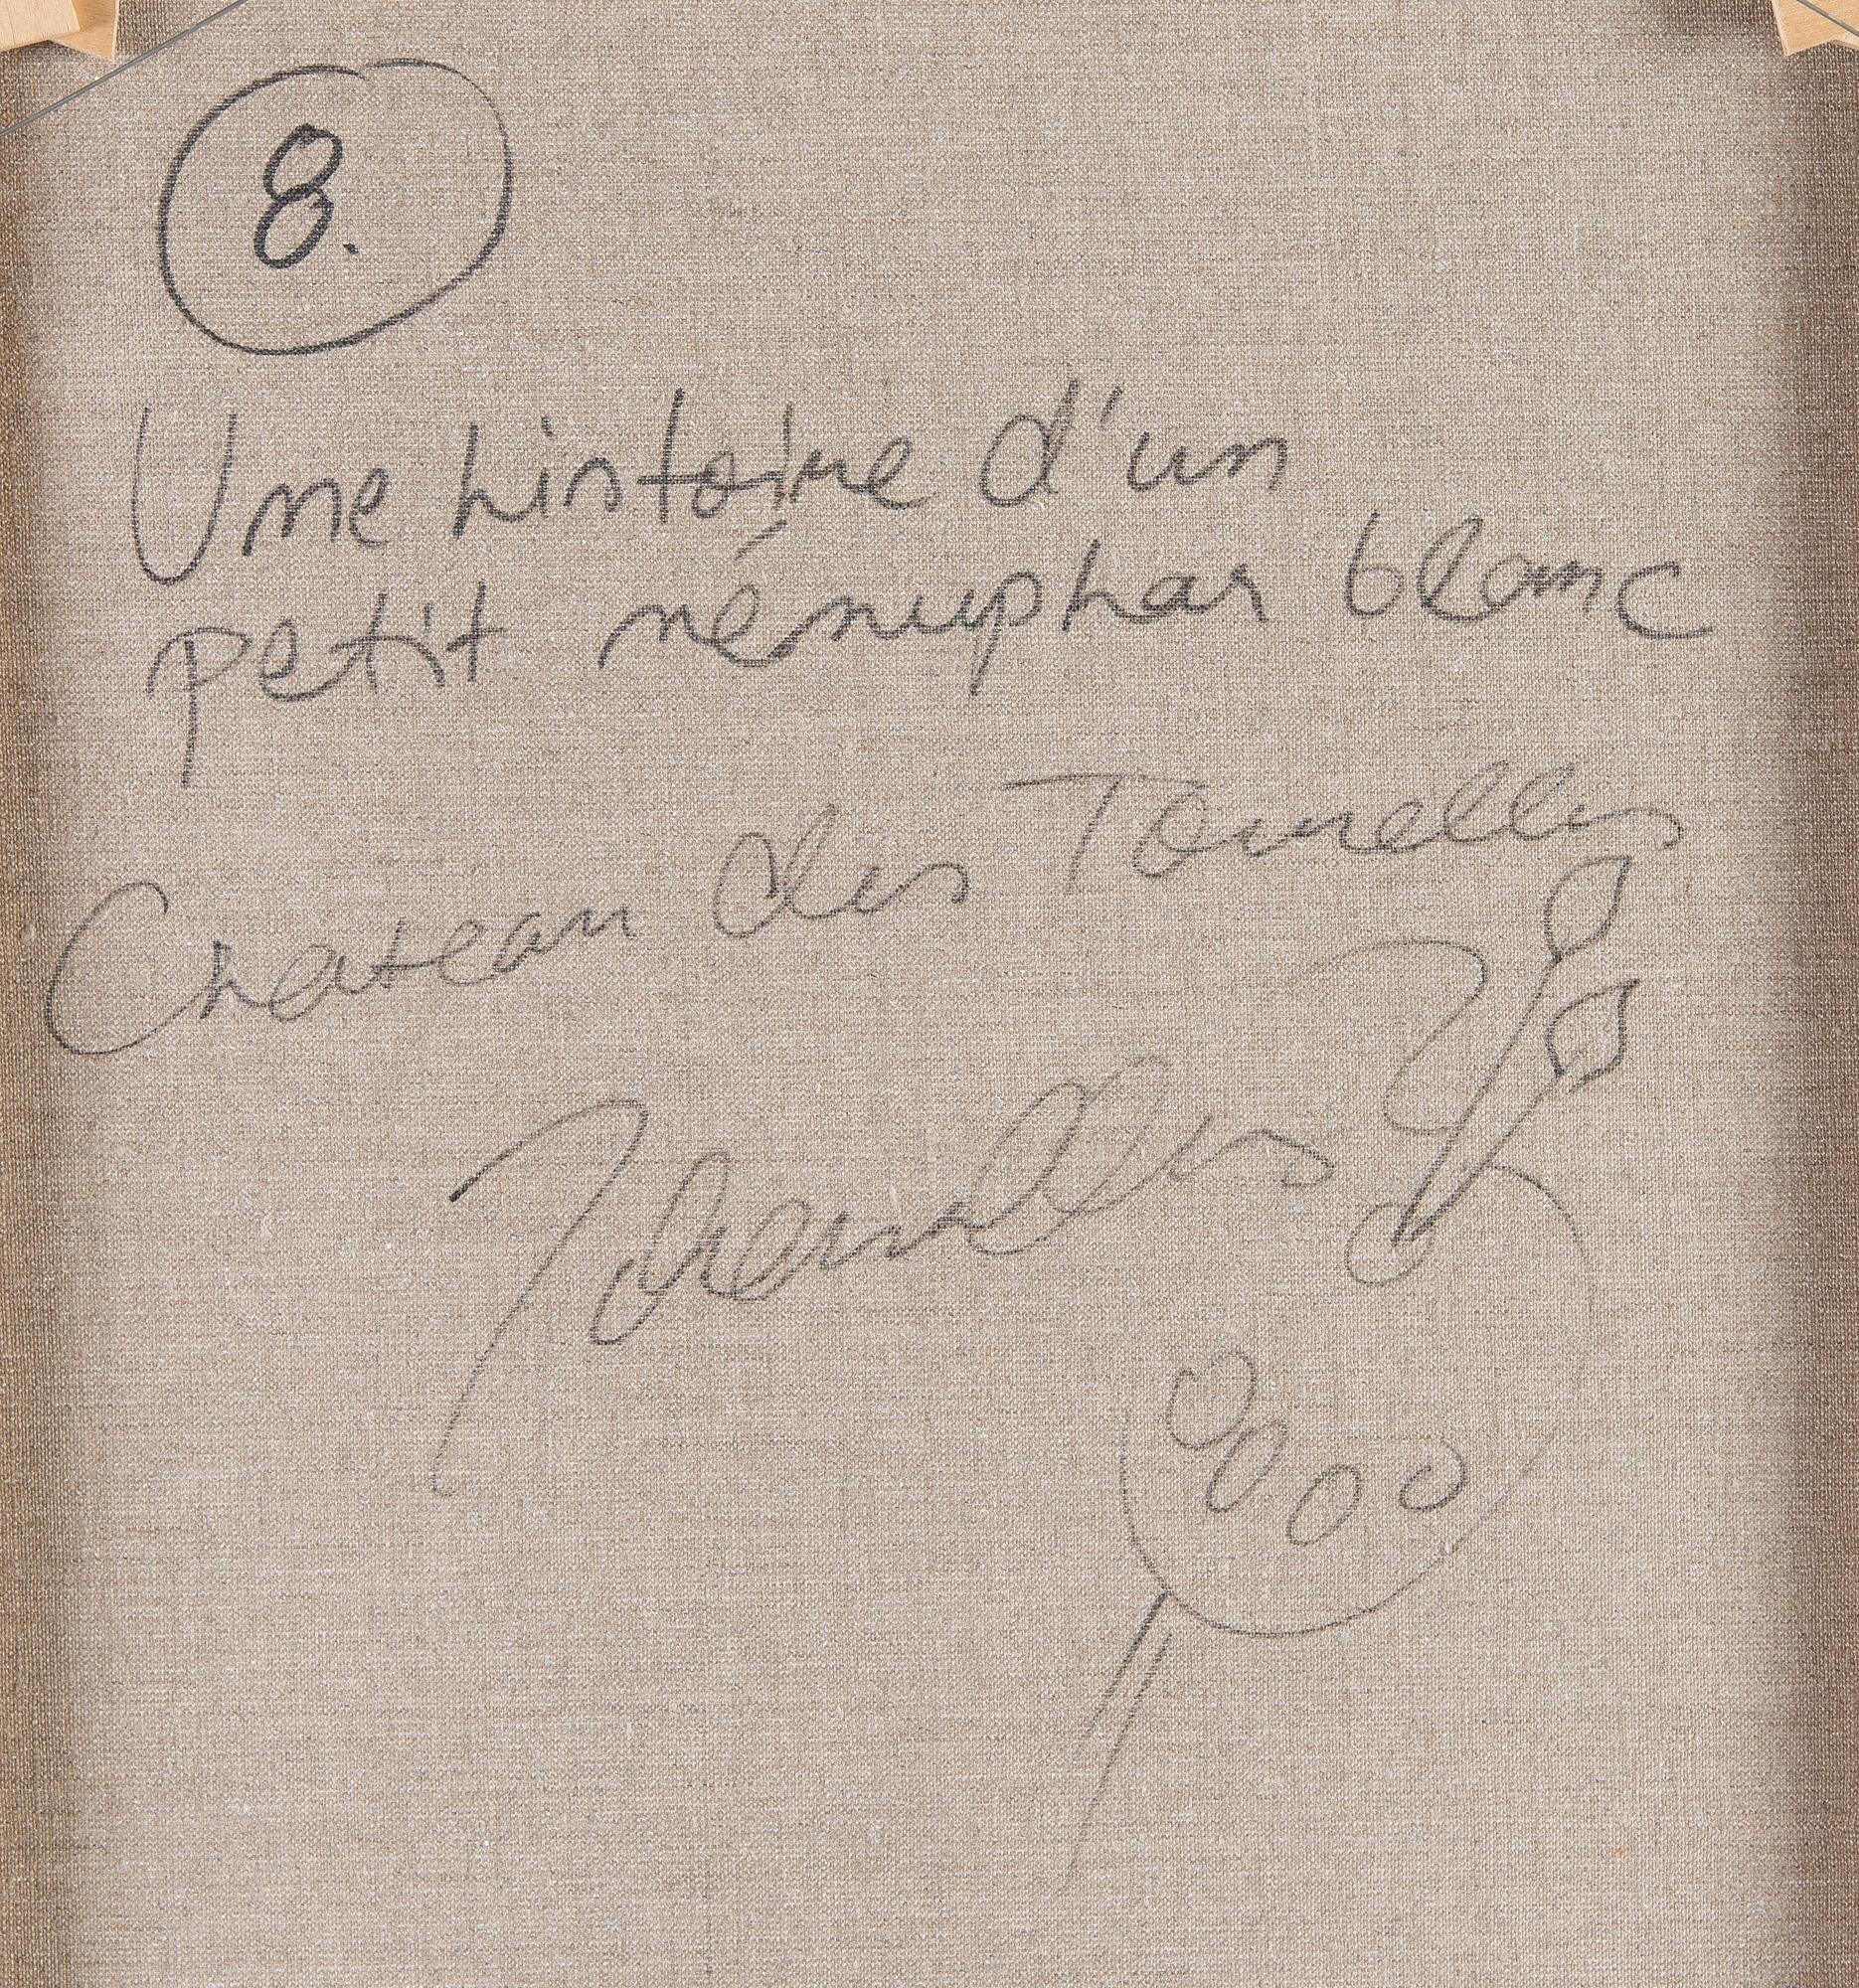 8.
Une histoire d'un
petit nénuphar blanc
Chateau des Tourelles